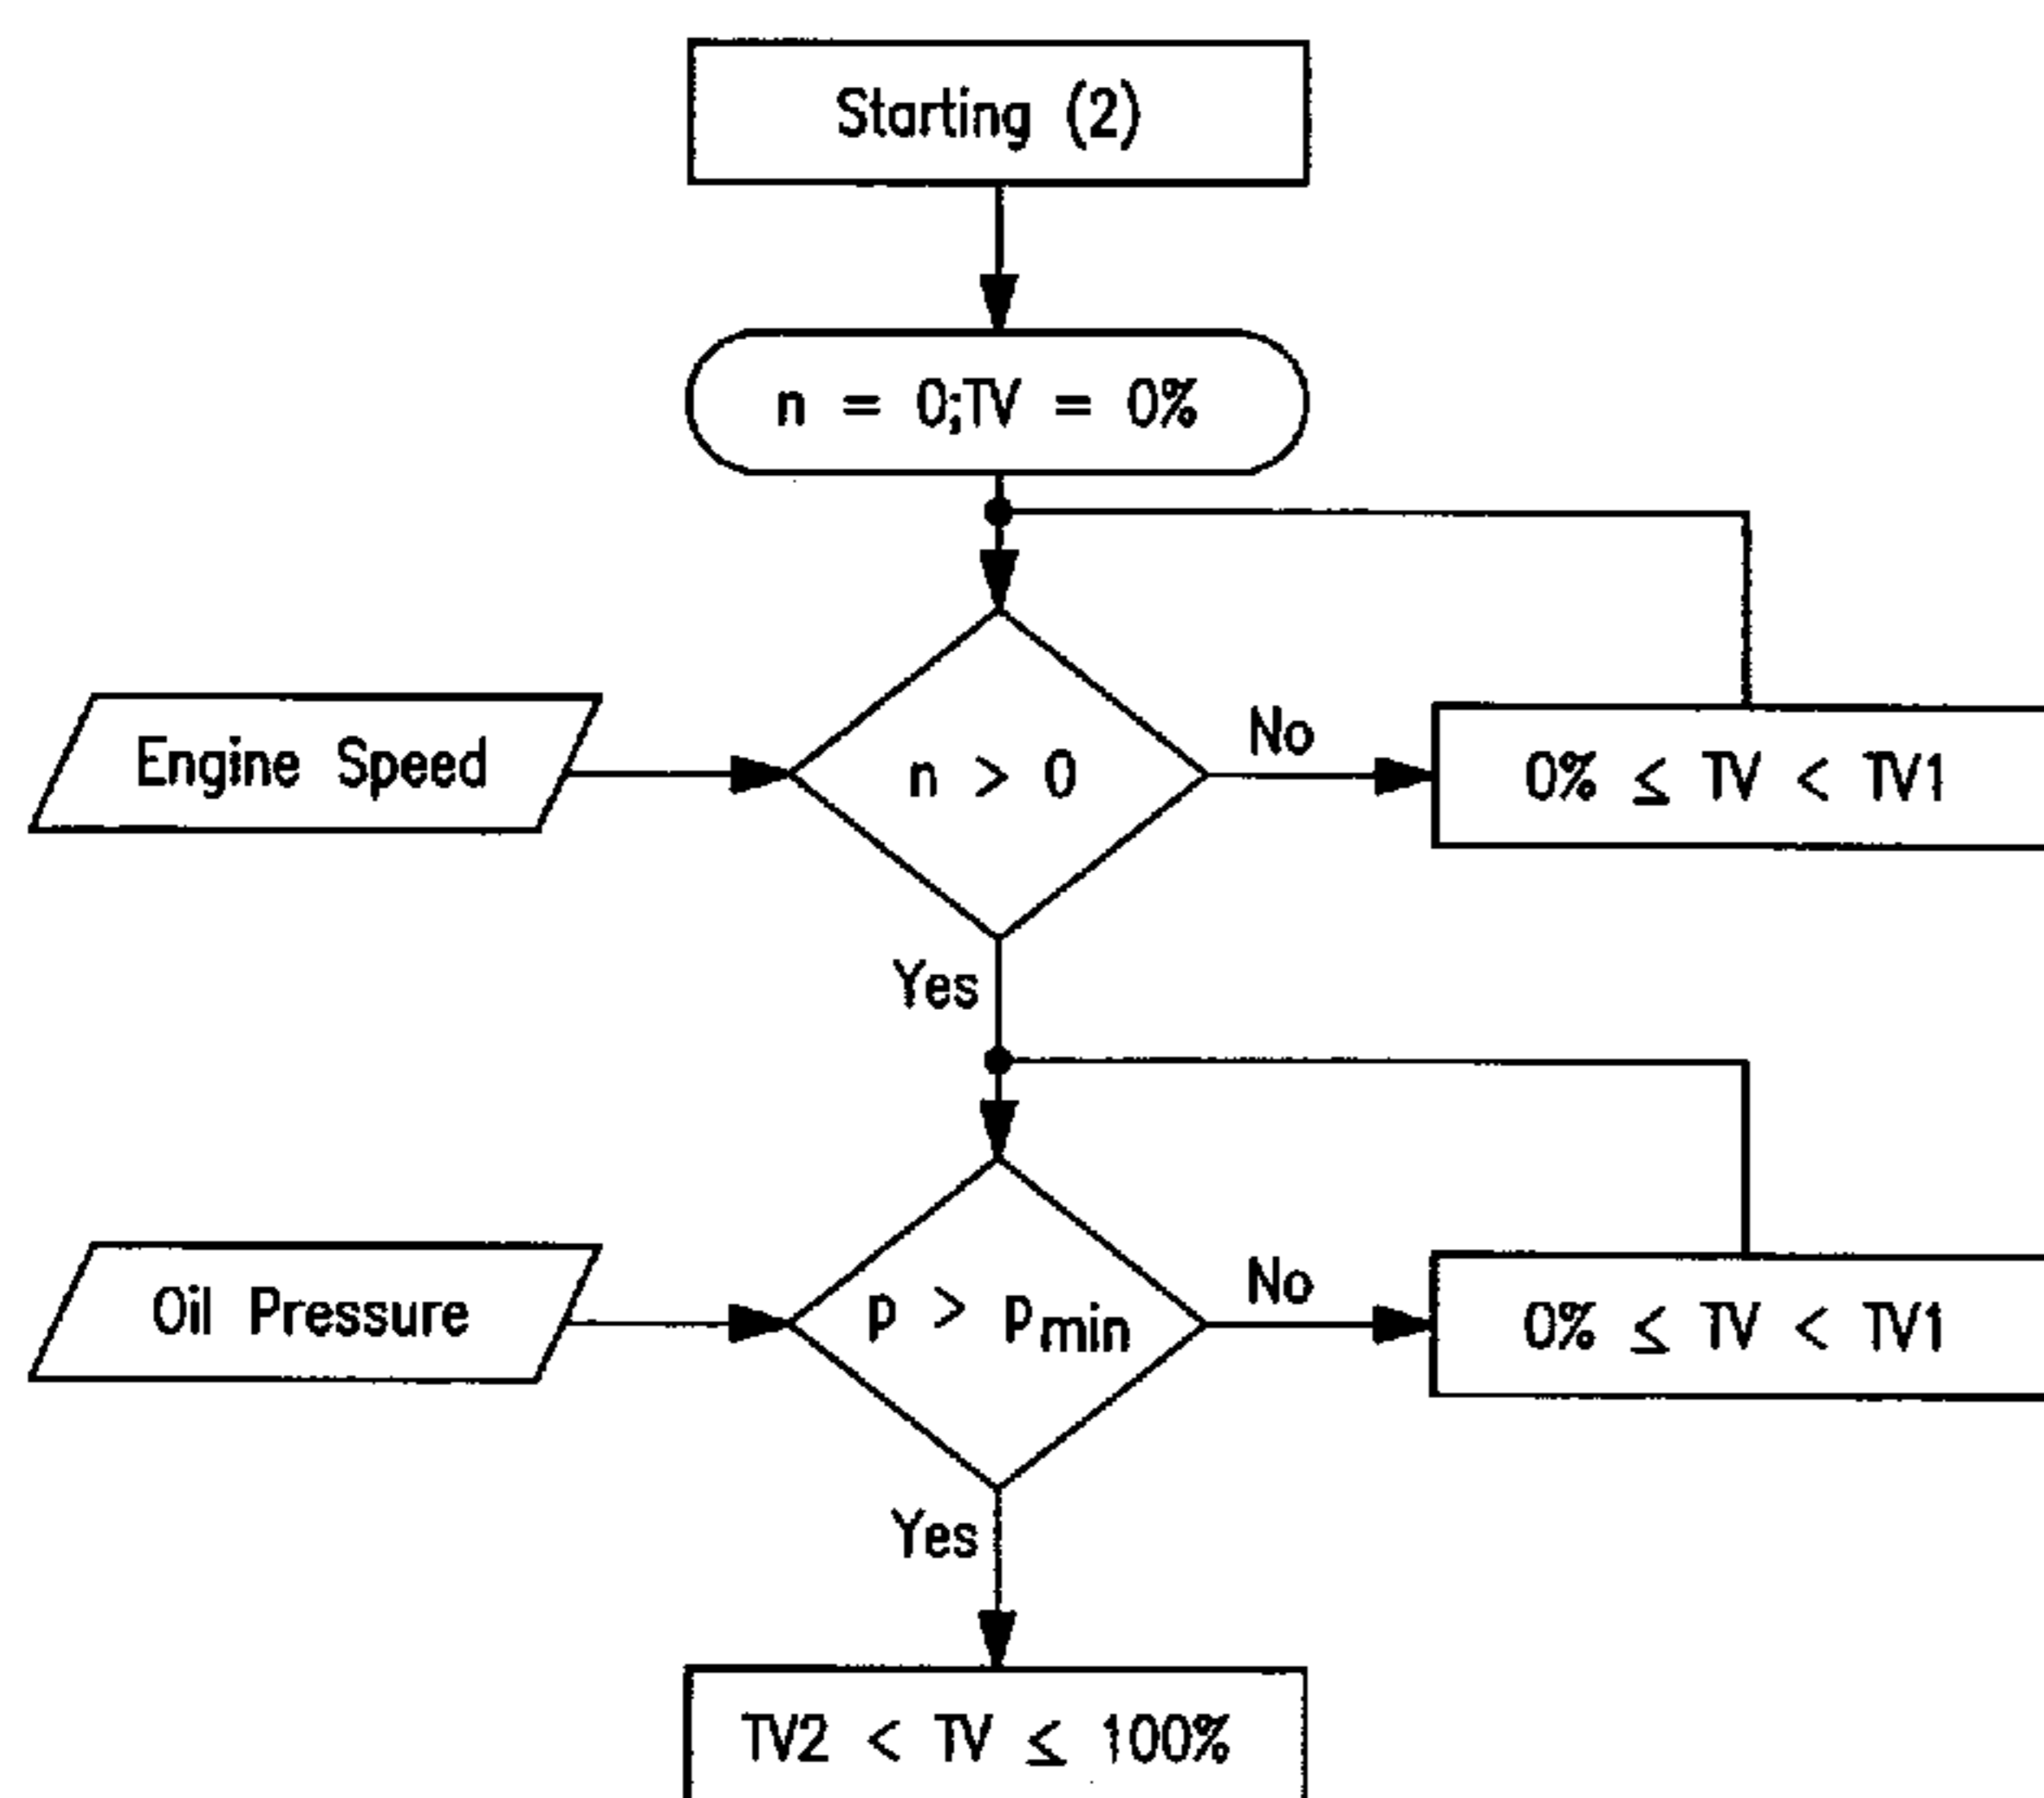 Starting (2)
n = 0;TV = 0%
Engine Speed
n > 0
No
0% ≤ TV < TV1
Yes
Oil Pressure
p > pmin
No
0% ≤ TV < TV1
Yes
TV2 < TV ≤ 100%